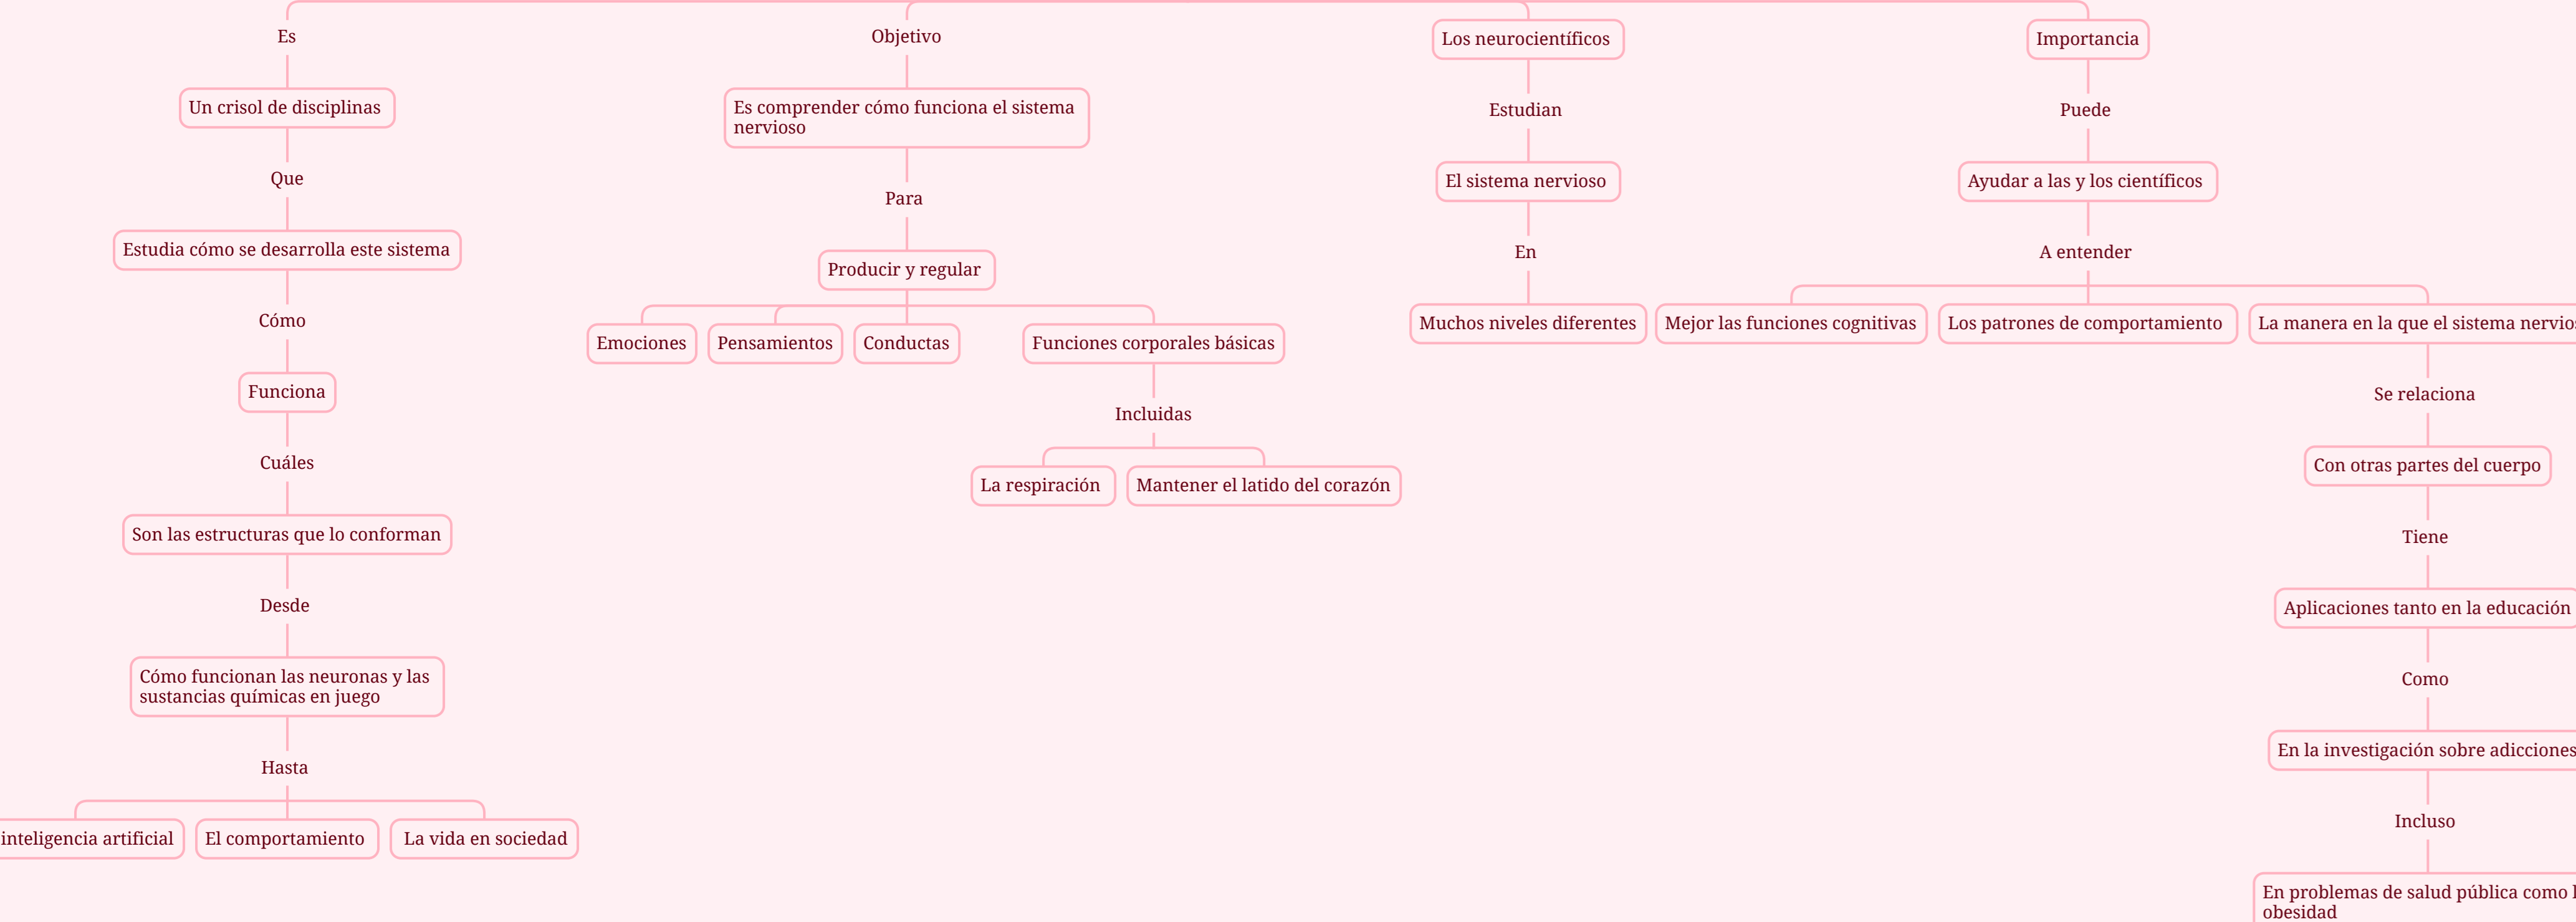 Es
Un crisol de disciplinas
Que
Estudia cómo se desarrolla este sistema
Cómo
Funciona
Cuáles
Son las estructuras que lo conforman
Desde
Cómo funcionan las neuronas y las
sustancias químicas en juego
Hasta
inteligencia artificial
El comportamiento
La vida en sociedad
Objetivo
Es comprender cómo funciona el sistema
nervioso
Para
Producir y regular
Emociones
Pensamientos
Conductas
Funciones corporales básicas
Incluidas
La respiración
Mantener el latido del corazón
Los neurocientíficos
Estudian
El sistema nervioso
En
Muchos niveles diferentes
Importancia
Puede
Ayudar a las y los científicos
A entender
Mejor las funciones cognitivas
Los patrones de comportamiento
La manera en la que el sistema
Se relaciona
Con otras partes del cuerpo
Tiene
Aplicaciones tanto en la educación
Como
En la investigación sobre adicciones
Incluso
En problemas de salud pública como
obesidad